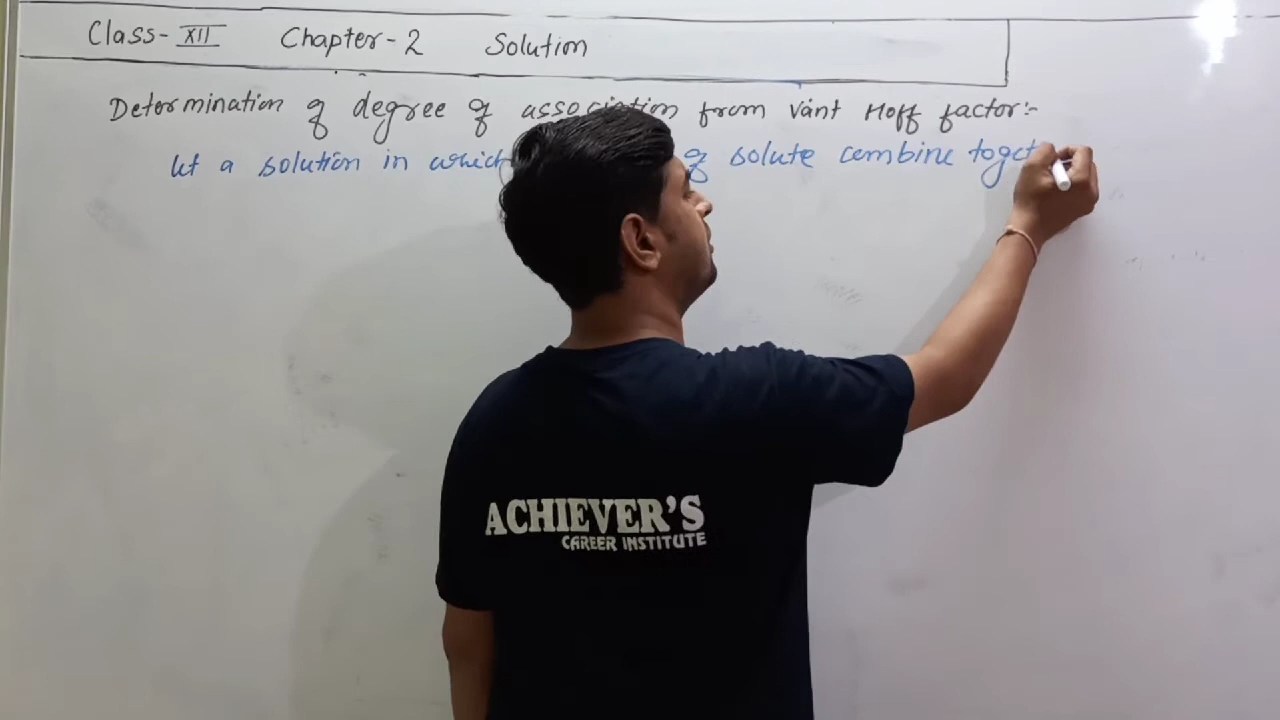 Class- XII Chapter-2 Solution
Determination of degree of association from vant Hoff factor:-
let a solution in which of solute combine toget
ACHIEVER'S
CAREER INSTITUTE